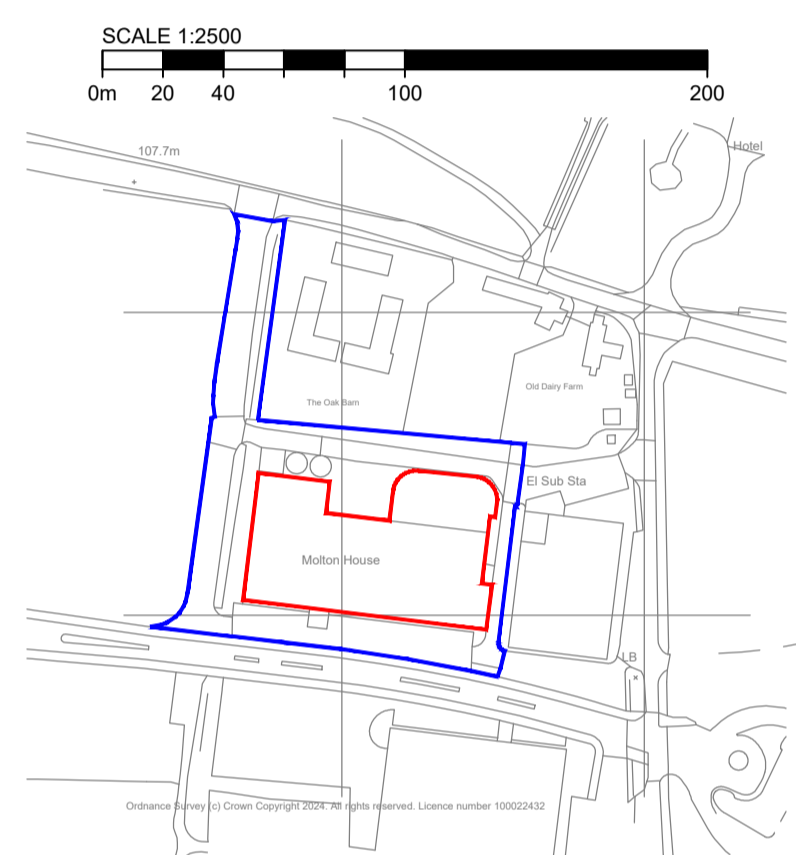 SCALE 1:2500
0m 20 40 100 200
107.7m
Hotel
The Oak Barn
Old Dairy Farm
El Sub Sta
Molton House
LB
Ordnance Survey (c) Crown Copyright 2024. All rights reserved. Licence number 100022432